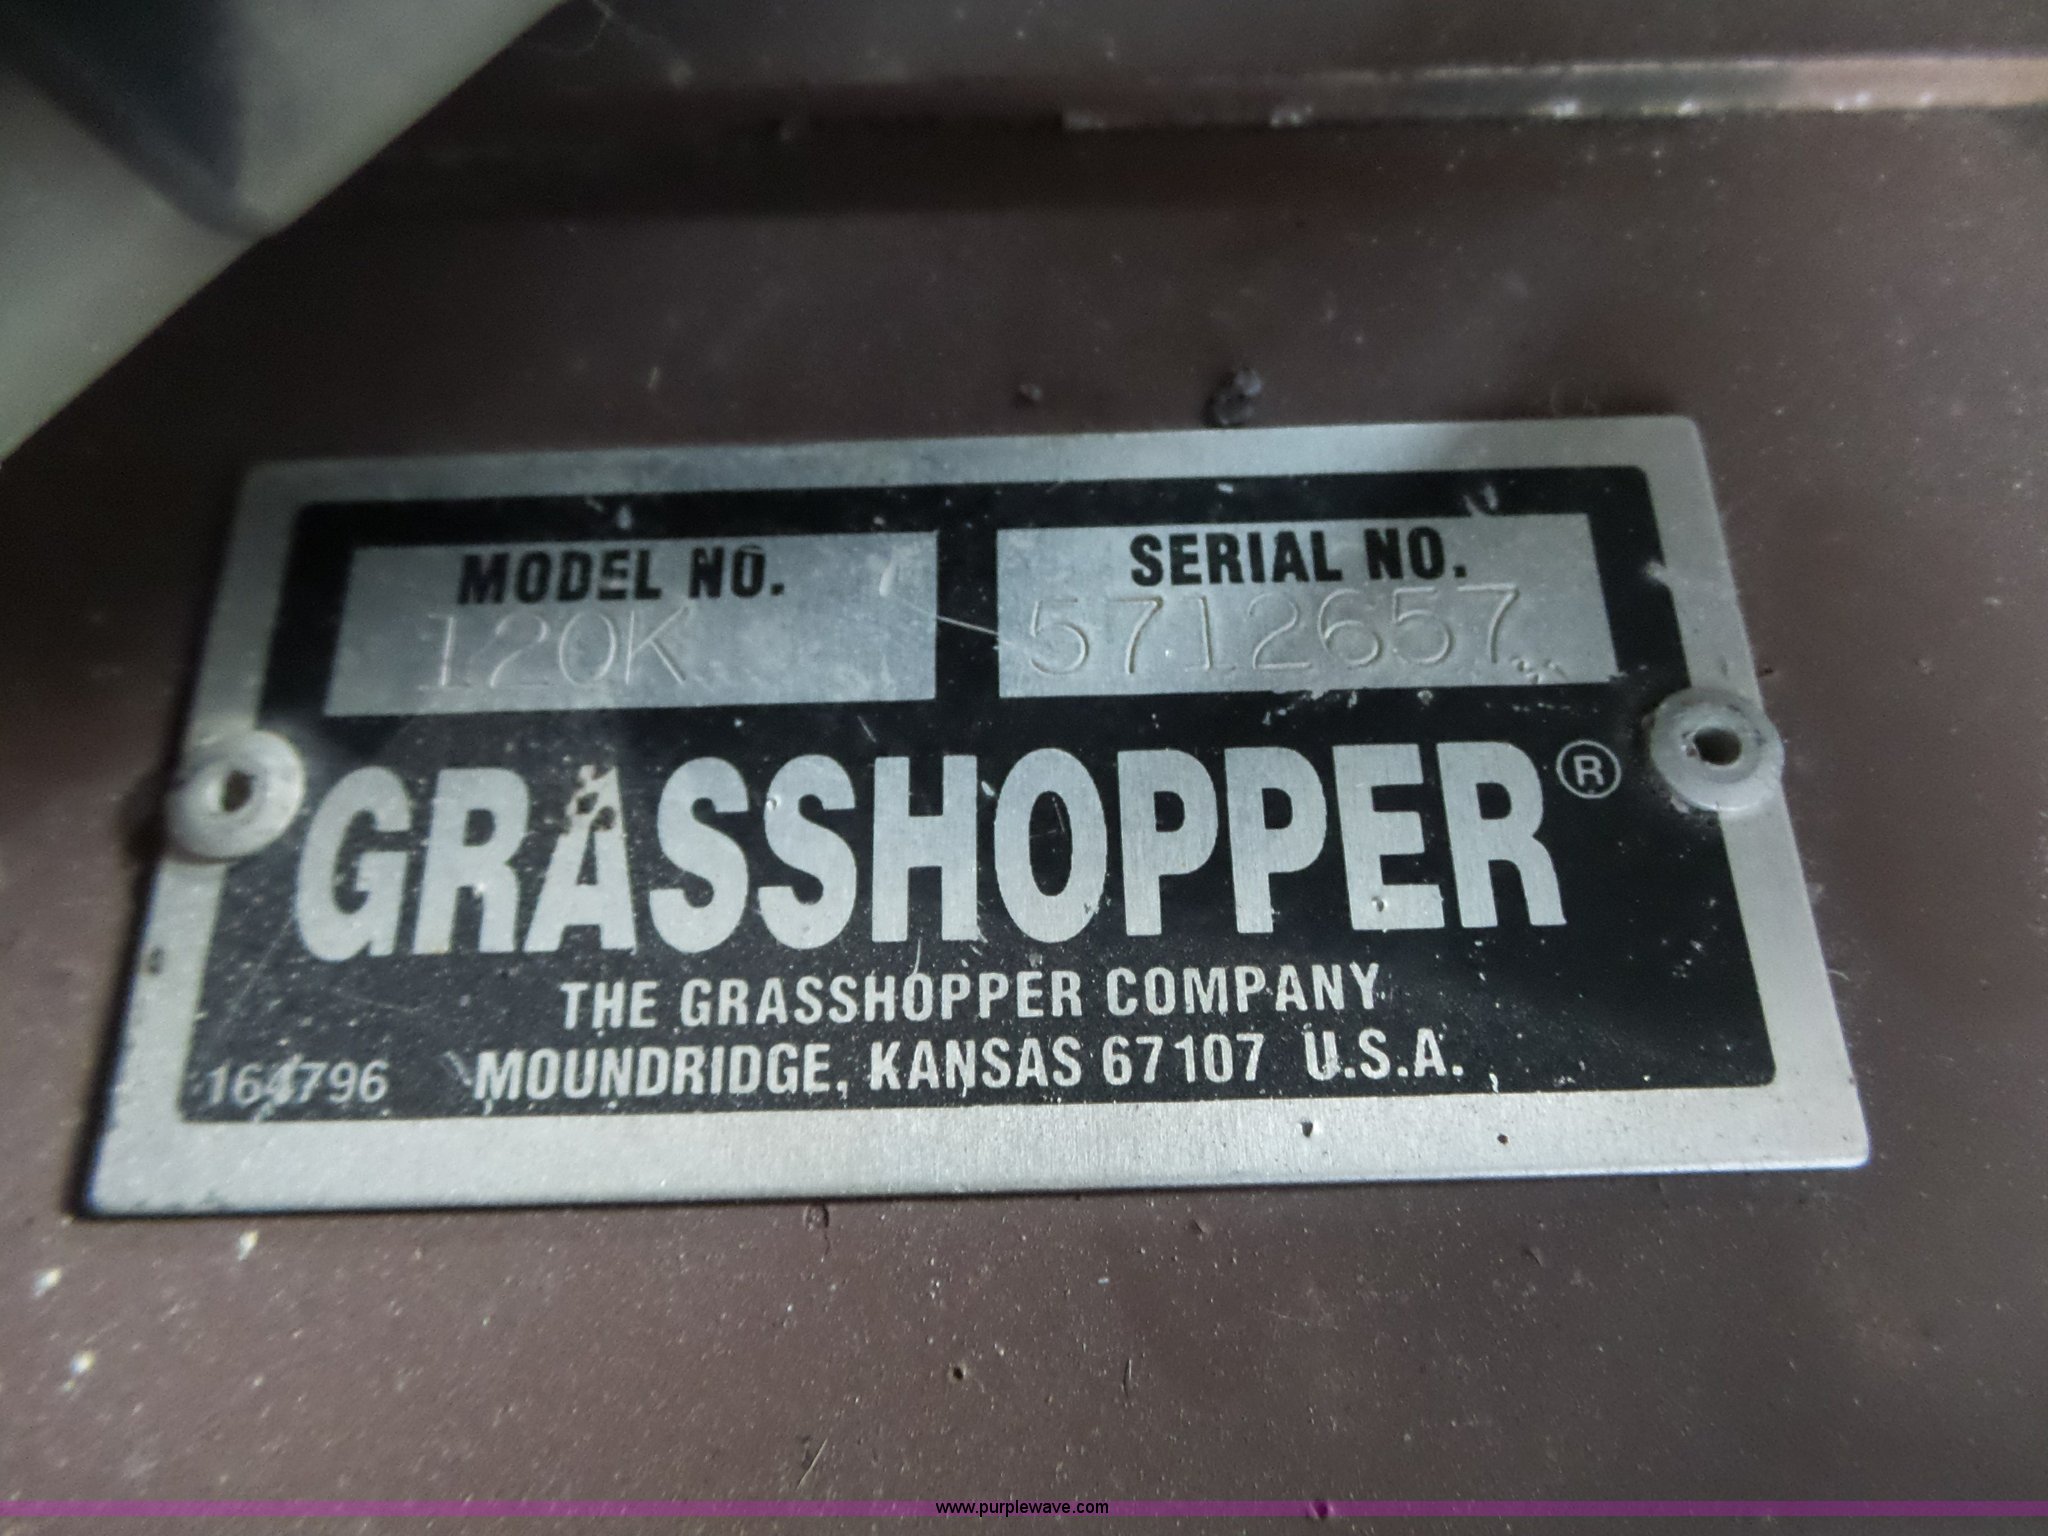 MODEL NO. SERIAL NO.
120K 5712657
GRASSHOPPER®
THE GRASSHOPPER COMPANY
164796 MOUNDRIDGE, KANSAS 67107 U.S.A.
www.purplewave.com